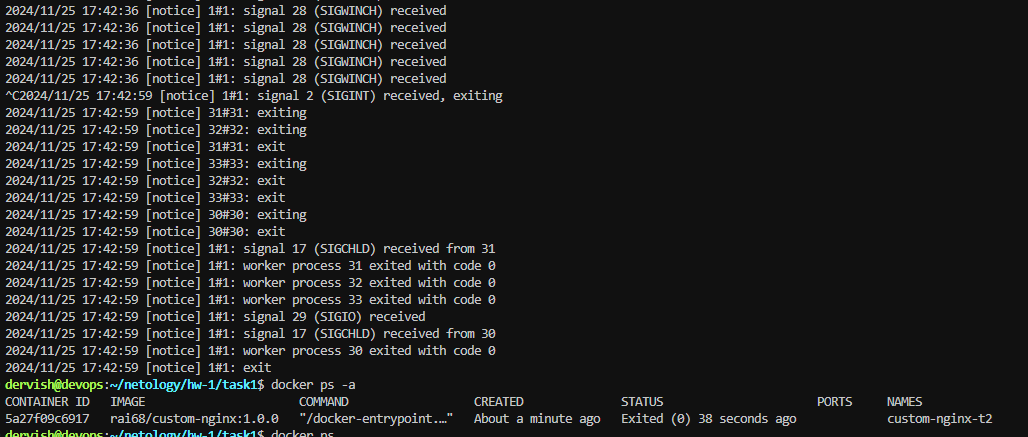 2024/11/25 17:42:36 [notice] 1#1: signal 28 (SIGWINCH) received
2024/11/25 17:42:36 [notice] 1#1: signal 28 (SIGWINCH) received
2024/11/25 17:42:36 [notice] 1#1: signal 28 (SIGWINCH) received
2024/11/25 17:42:36 [notice] 1#1: signal 28 (SIGWINCH) received
2024/11/25 17:42:36 [notice] 1#1: signal 28 (SIGWINCH) received
^C2024/11/25 17:42:59 [notice] 1#1: signal 2 (SIGINT) received, exiting
2024/11/25 17:42:59 [notice] 31#31: exiting
2024/11/25 17:42:59 [notice] 32#32: exiting
2024/11/25 17:42:59 [notice] 31#31: exit
2024/11/25 17:42:59 [notice] 33#33: exiting
2024/11/25 17:42:59 [notice] 32#32: exit
2024/11/25 17:42:59 [notice] 33#33: exit
2024/11/25 17:42:59 [notice] 30#30: exiting
2024/11/25 17:42:59 [notice] 30#30: exit
2024/11/25 17:42:59 [notice] 1#1: signal 17 (SIGCHLD) received from 31
2024/11/25 17:42:59 [notice] 1#1: worker process 31 exited with code 0
2024/11/25 17:42:59 [notice] 1#1: worker process 32 exited with code 0
2024/11/25 17:42:59 [notice] 1#1: worker process 33 exited with code 0
2024/11/25 17:42:59 [notice] 1#1: signal 29 (SIGIO) received
2024/11/25 17:42:59 [notice] 1#1: signal 17 (SIGCHLD) received from 30
2024/11/25 17:42:59 [notice] 1#1: worker process 30 exited with code 0
2024/11/25 17:42:59 [notice] 1#1: exit
dervish@devops:~/netology/hw-1/task1$ docker ps -a
CONTAINER ID   IMAGE                       COMMAND                  CREATED              STATUS                      PORTS     NAMES
5a27f09c6917   rai68/custom-nginx:1.0.0   "/docker-entrypoint.…"   About a minute ago   Exited (0) 38 seconds ago             custom-nginx-t2
dervish@devops:~/netology/hw-1/task1$ docker ps